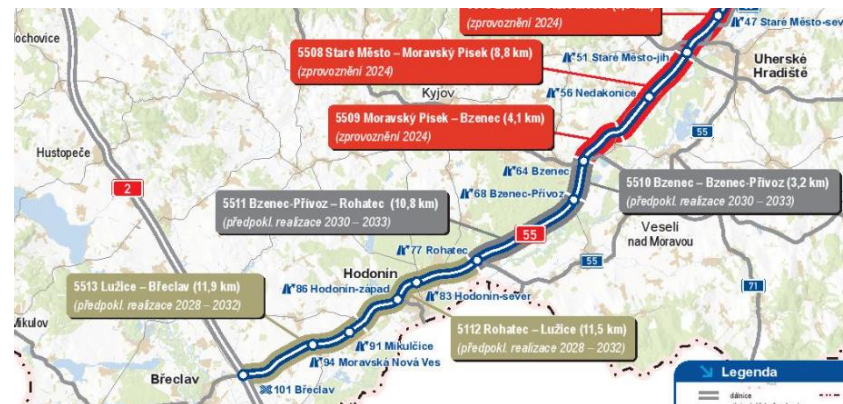 (zprovoznění 2024)
47 Staré Město-sev
ochovice
5508 Staré Město – Moravský Písek (8,8 km)
(zprovoznění 2024)
51 Staré Město-jih
Uherské
Hradiště
Kyjov
56 Nedakonice
5509 Moravský Písek – Bzenec (4,1 km)
(zprovoznění 2024)
55
Hustopeče
64 Bzenec
2
68 Bzenec-Přívoz
5510 Bzenec – Bzenec-Přívoz (3,2 km)
(předpokl. realizace 2030 – 2033)
5511 Bzenec-Přívoz – Rohatec (10,8 km)
(předpokl. realizace 2030 – 2033)
Veselí
nad Moravou
55
77 Rohatec
55
Hodonín
71
5513 Lužice – Břeclav (11,9 km)
(předpokl. realizace 2028 – 2032)
86 Hodonín-západ
83 Hodonín-sever
Mikulov
5112 Rohatec – Lužice (11,5 km)
(předpokl. realizace 2028 – 2032)
91 Mikulčice
94 Moravská Nová Ves
Břeclav
101 Břeclav
Legenda
dálnice